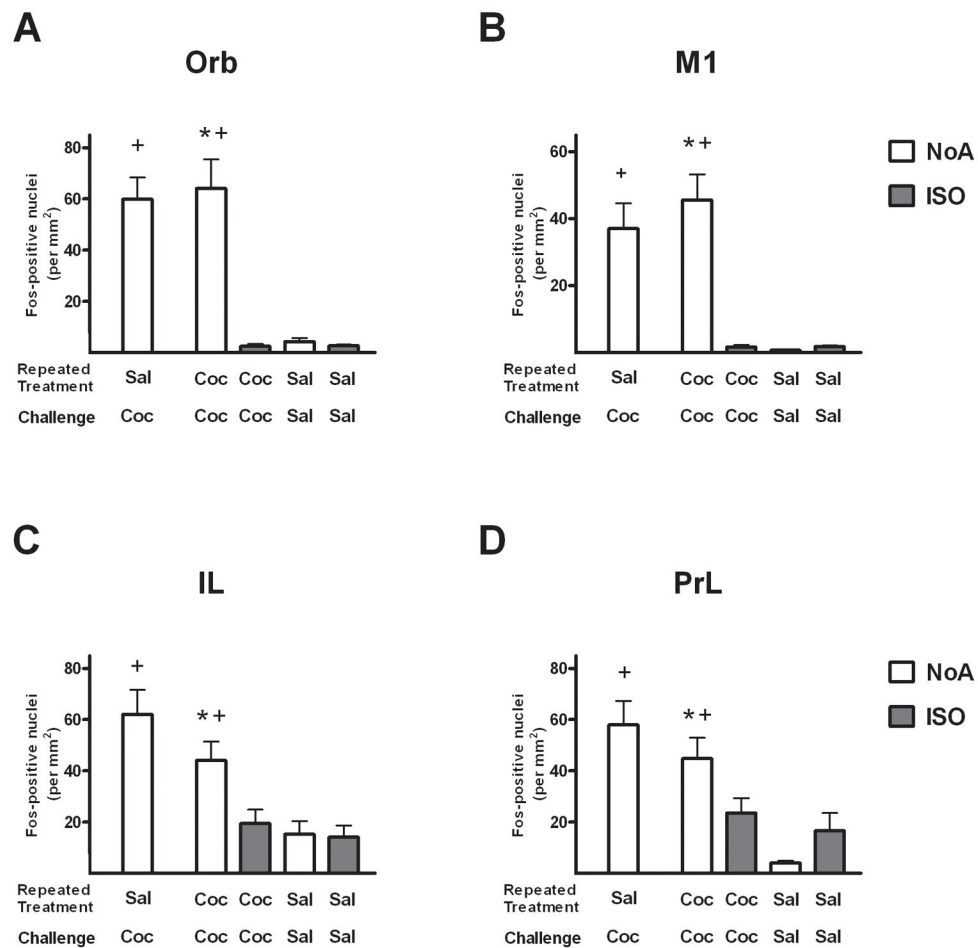 A
Orb
+
* +
Fos-positive nuclei
(per mm²)
80
60
40
20
Repeated
Treatment
Sal Coc Coc Sal Sal
Challenge Coc Coc Coc Sal Sal
B
M1
+
* +
Fos-positive nuclei
(per mm²)
60
40
20
Repeated
Treatment
Sal Coc Coc Sal Sal
Challenge Coc Coc Coc Sal Sal
NoA
ISO
C
IL
+
* +
Fos-positive nuclei
(per mm²)
80
60
40
20
Repeated
Treatment
Sal Coc Coc Sal Sal
Challenge Coc Coc Coc Sal Sal
D
PrL
+
* +
Fos-positive nuclei
(per mm²)
80
60
40
20
Repeated
Treatment
Sal Coc Coc Sal Sal
Challenge Coc Coc Coc Sal Sal
NoA
ISO